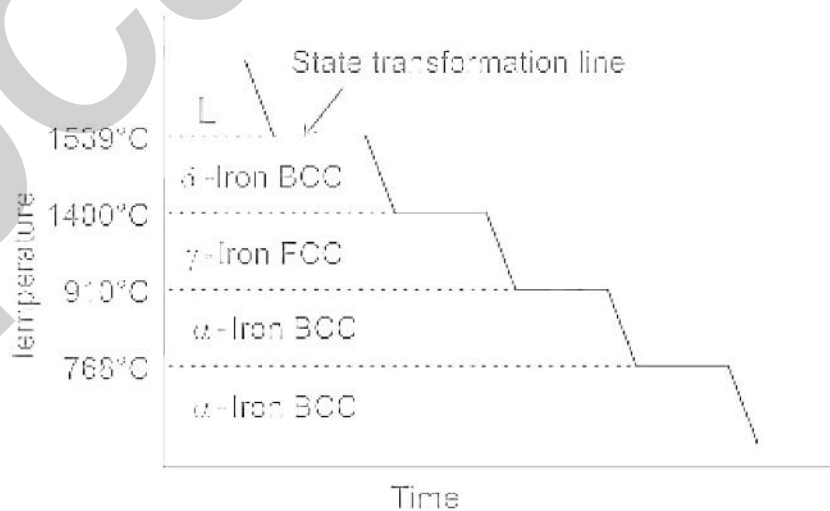 State transformation line
L
1539°C
δ-Iron BCC
1400°C
γ-Iron FCC
910°C
α-Iron BCC
768°C
α-Iron BCC
Temperature
Time